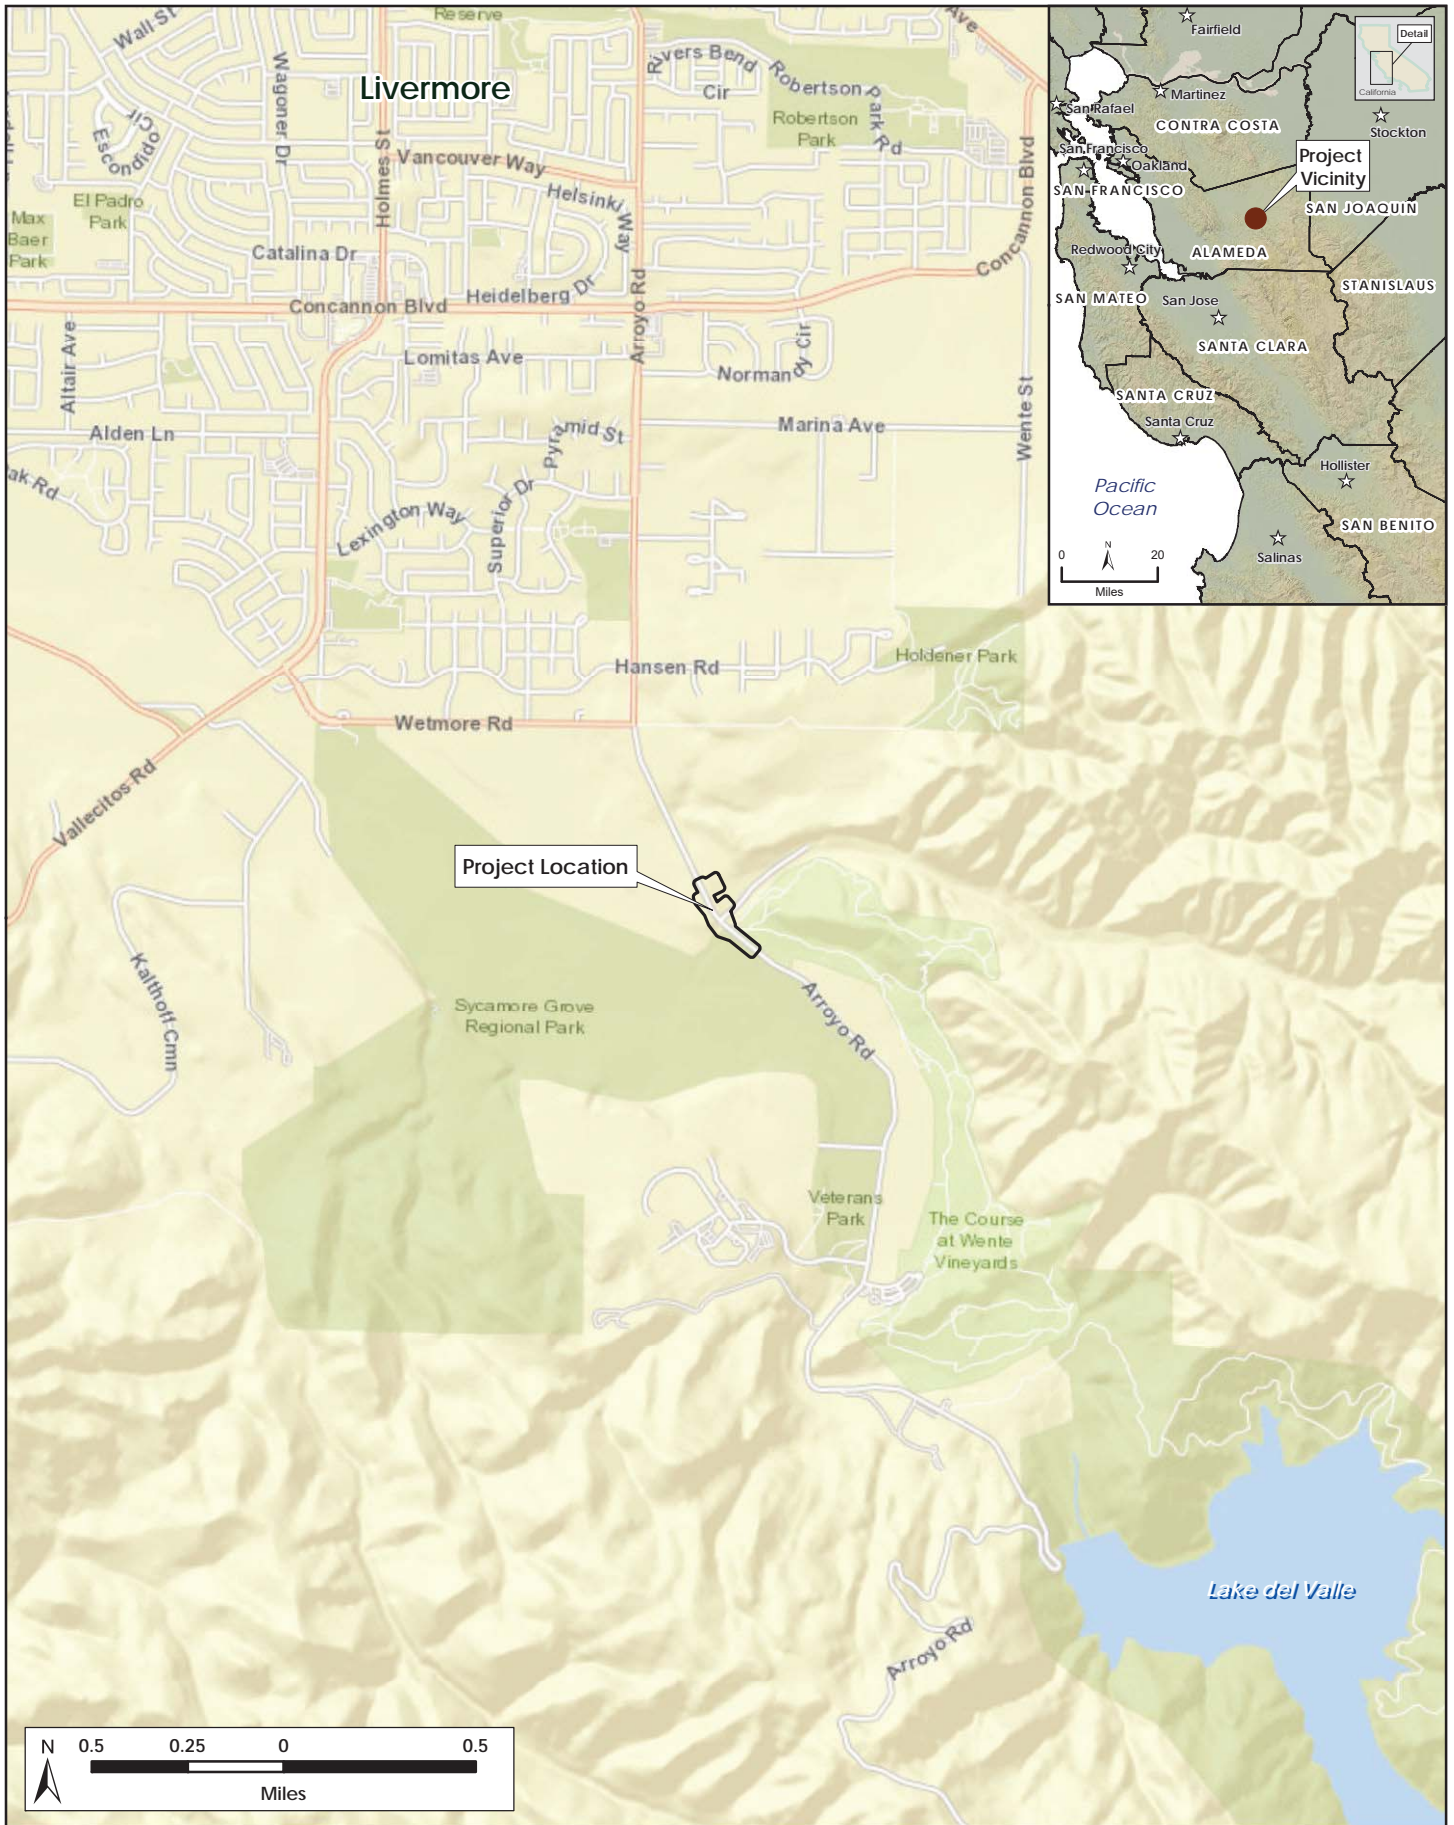 Reserve
Ave
Wall St
Livermore
Rivers Bend
Cir
Robertson
Park Rd
Wagoner Dr
Escondido Cir
Robertson
Park
Holmes St
Vancouver Way
Helsinki Way
Concannon Blvd
El Padro
Park
Max
Baer
Park
Catalina Dr
Heidelberg Dr
Concannon Blvd
Arroyo Rd
Altair Ave
Lomitas Ave
Normandy Cir
Wente St
Alden Ln
Pyramid St
Marina Ave
oak Rd
Lexington Way
Superior Dr
Hansen Rd
Holdener Park
Wetmore Rd
Vallecitos Rd
Project Location
Kalthoff Cmn
Sycamore Grove
Regional Park
Arroyo Rd
Veterans
Park
The Course
at Wente
Vineyards
Lake del Valle
Arroyo Rd
N
0.5 0.25 0 0.5
Miles
Fairfield
Detail
California
San Rafael
Martinez
CONTRA COSTA
Stockton
San Francisco
Oakland
SAN FRANCISCO
Project
Vicinity
SAN JOAQUIN
Redwood City
ALAMEDA
SAN MATEO
San Jose
STANISLAUS
SANTA CLARA
SANTA CRUZ
Santa Cruz
Hollister
Pacific
Ocean
SAN BENITO
Salinas
0 N 20
Miles